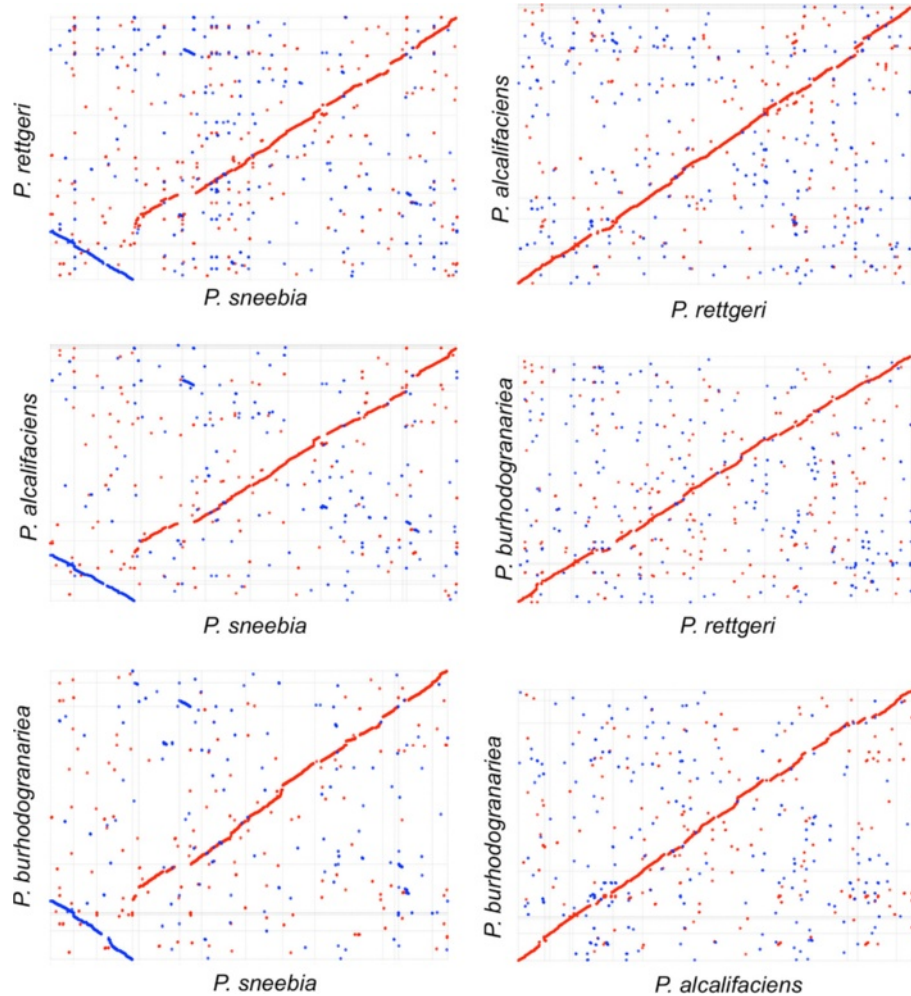 P. rettgeri
P. sneebia
P. alcalifaciens
P. rettgeri
P. alcalifaciens
P. sneebia
P. burhodogranariea
P. rettgeri
P. burhodogranariea
P. sneebia
P. burhodogranariea
P. alcalifaciens